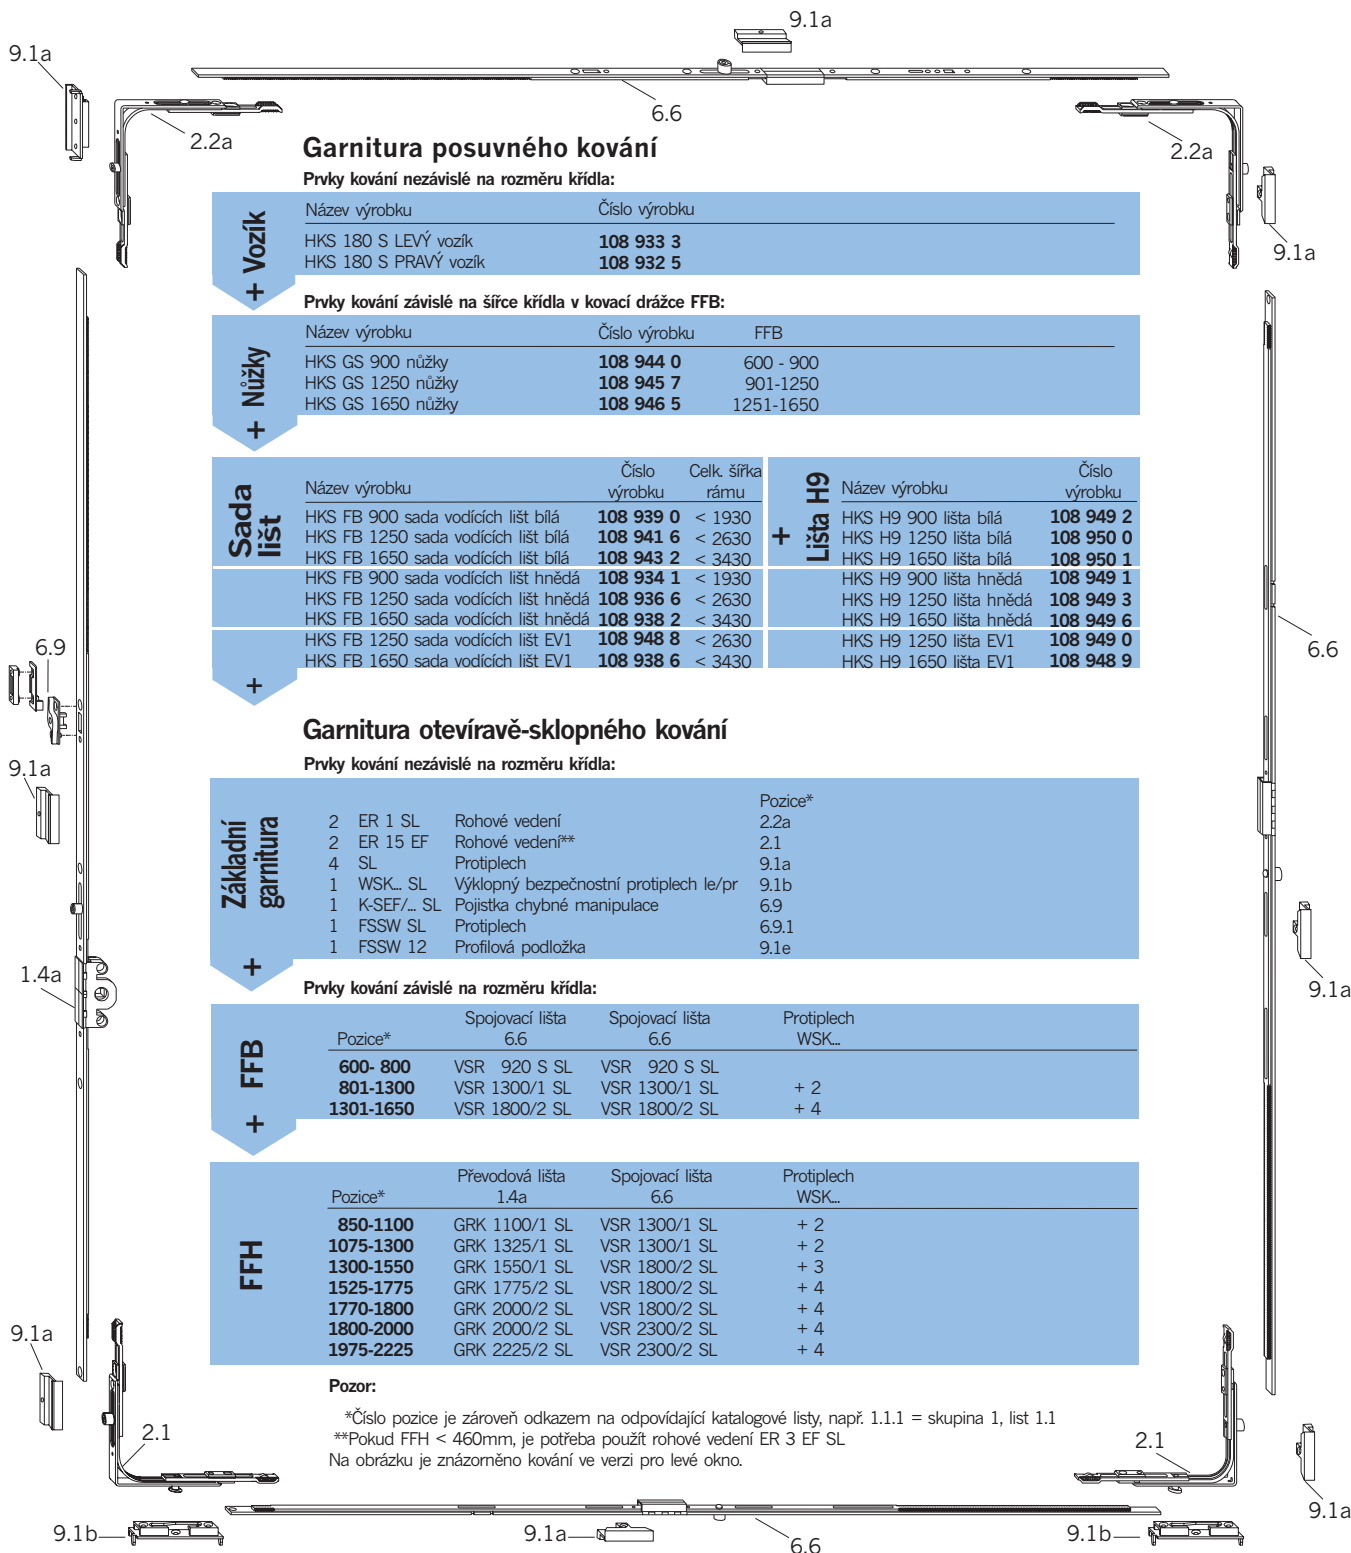 9.1a
9.1a
6.6
2.2a
2.2a
9.1a
Garnitura posuvného kování
Prvky kování nezávislé na rozměru křídla:
+ Vozík
Název výrobku Číslo výrobku
HKS 180 S LEVÝ vozík 108 933 3
HKS 180 S PRAVÝ vozík 108 932 5
Prvky kování závislé na šířce křídla v kovací drážce FFB:
+ Nůžky
Název výrobku Číslo výrobku FFB
HKS GS 900 nůžky 108 944 0 600 - 900
HKS GS 1250 nůžky 108 945 7 901-1250
HKS GS 1650 nůžky 108 946 5 1251-1650
+
Sada lišt
Název výrobku Číslo výrobku Celk. šířka rámu
HKS FB 900 sada vodících lišt bílá 108 939 0 < 1930
HKS FB 1250 sada vodících lišt bílá 108 941 6 < 2630
HKS FB 1650 sada vodících lišt bílá 108 943 2 < 3430
HKS FB 900 sada vodících lišt hnědá 108 934 1 < 1930
HKS FB 1250 sada vodících lišt hnědá 108 936 6 < 2630
HKS FB 1650 sada vodících lišt hnědá 108 938 2 < 3430
HKS FB 1250 sada vodících lišt EV1 108 948 8 < 2630
HKS FB 1650 sada vodících lišt EV1 108 938 6 < 3430
+
+ Lišta H9
Název výrobku Číslo výrobku
HKS H9 900 lišta bílá 108 949 2
HKS H9 1250 lišta bílá 108 950 0
HKS H9 1650 lišta bílá 108 950 1
HKS H9 900 lišta hnědá 108 949 1
HKS H9 1250 lišta hnědá 108 949 3
HKS H9 1650 lišta hnědá 108 949 6
HKS H9 1250 lišta EV1 108 949 0
HKS H9 1650 lišta EV1 108 948 9
6.9
6.6
9.1a
Garnitura otevíravě-sklopného kování
Prvky kování nezávislé na rozměru křídla:
Základní garnitura
+
Pozice*
2 ER 1 SL Rohové vedení 2.2a
2 ER 15 EF Rohové vedení** 2.1
4 SL Protiplech 9.1a
1 WSK... SL Výklopný bezpečnostní protiplech le/pr 9.1b
1 K-SEF/... SL Pojistka chybné manipulace 6.9
1 FSSW SL Protiplech 6.9.1
1 FSSW 12 Profilová podložka 9.1e
1.4a
9.1a
Prvky kování závislé na rozměru křídla:
+ FFB
Spojovací lišta Spojovací lišta Protiplech
Pozice* 6.6 6.6 WSK...
600- 800 VSR 920 S SL VSR 920 S SL
801-1300 VSR 1300/1 SL VSR 1300/1 SL + 2
1301-1650 VSR 1800/2 SL VSR 1800/2 SL + 4
FFH
Převodová lišta Spojovací lišta Protiplech
Pozice* 1.4a 6.6 WSK...
850-1100 GRK 1100/1 SL VSR 1300/1 SL + 2
1075-1300 GRK 1325/1 SL VSR 1300/1 SL + 2
1300-1550 GRK 1550/1 SL VSR 1800/2 SL + 3
1525-1775 GRK 1775/2 SL VSR 1800/2 SL + 4
1770-1800 GRK 2000/2 SL VSR 1800/2 SL + 4
1800-2000 GRK 2000/2 SL VSR 2300/2 SL + 4
1975-2225 GRK 2225/2 SL VSR 2300/2 SL + 4
9.1a
Pozor:
*Číslo pozice je zároveň odkazem na odpovídající katalogové listy, např. 1.1.1 = skupina 1, list 1.1
**Pokud FFH < 460mm, je potřeba použít rohové vedení ER 3 EF SL
Na obrázku je znázorněno kování ve verzi pro levé okno.
2.1
2.1
9.1a
9.1b
9.1a
6.6
9.1b